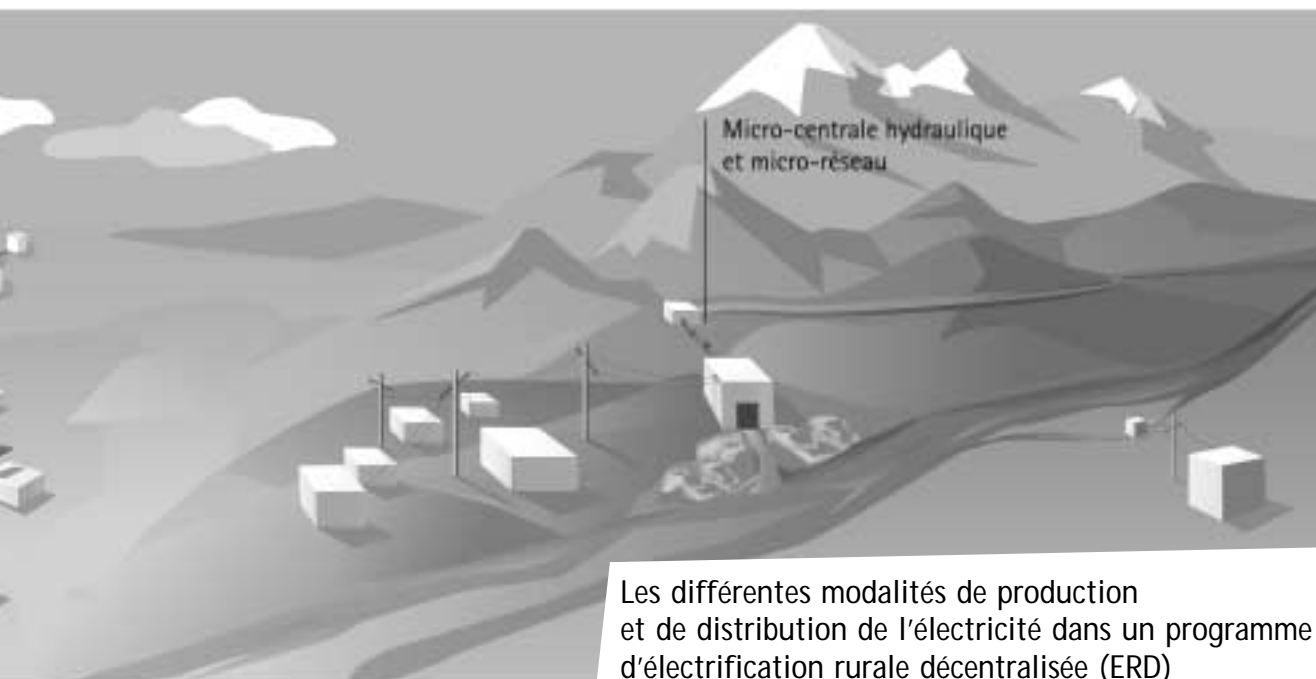 Micro-centrale hydraulique
et micro-réseau
Les différentes modalités de production
et de distribution de l'électricité dans un programme
d'électrification rurale décentralisée (ERD)